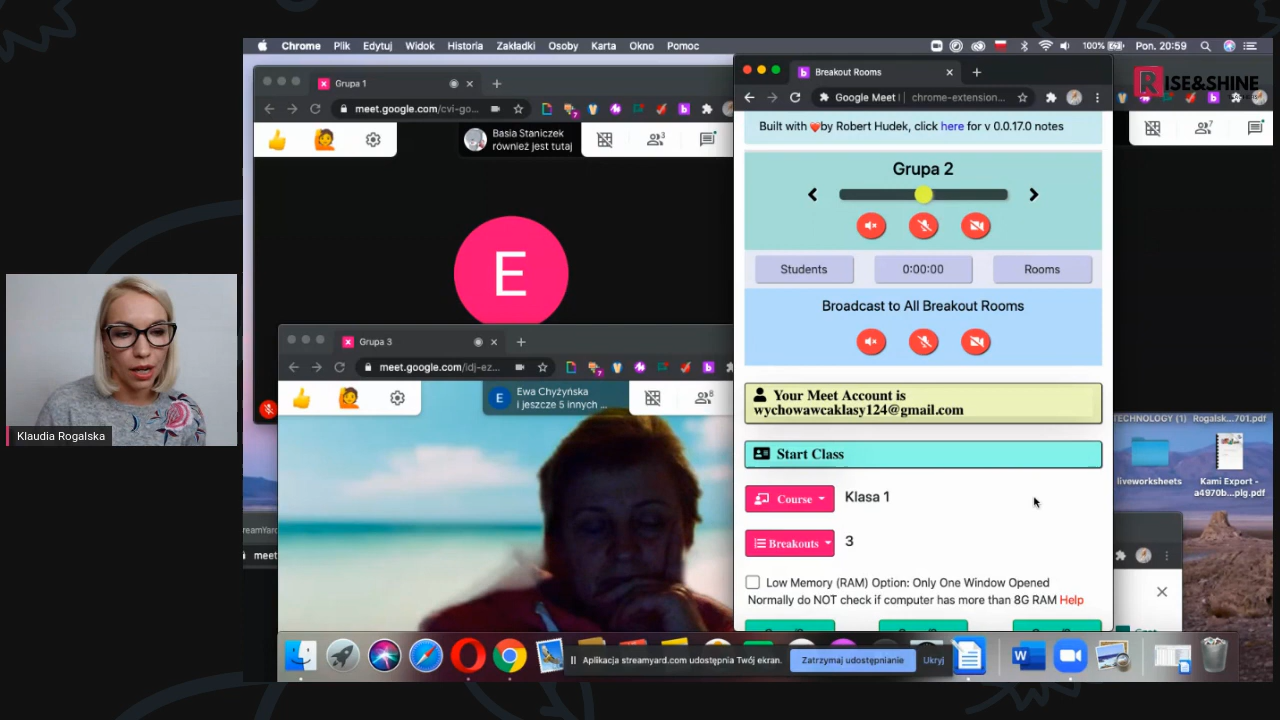 Chrome Plik Edytuj Widok Historia Zakładki Osoby Karta Okno Pomoc
100% Pon. 20:59
Grupa 1
meet.google.com/cvi-go...
Basia Staniczek
również jest tutaj
3
Breakout Rooms
Google Meet | chrome-extension...
RISE&SHINE
7
Built with by Robert Hudek, click here for v 0.0.17.0 notes
Grupa 2
Students 0:00:00 Rooms
Broadcast to All Breakout Rooms
E
Grupa 3
meet.google.com/idj-ez...
E
Ewa Chyżyńska
i jeszcze 5 innych ...
8
Your Meet Account is
wychowawcaklasy124@gmail.com
Start Class
Course Klasa 1
Breakouts 3
Low Memory (RAM) Option: Only One Window Opened
Normally do NOT check if computer has more than 8G RAM Help
TECHNOLOGY (1) Rogalsk...701.pdf
liveworksheets
Kami Export -
a4970b...plg.pdf
Klaudia Rogalska
reamYard
meet
Aplikacja streamyard.com udostępnia Twój ekran. Zatrzymaj udostępnianie Ukryj
W